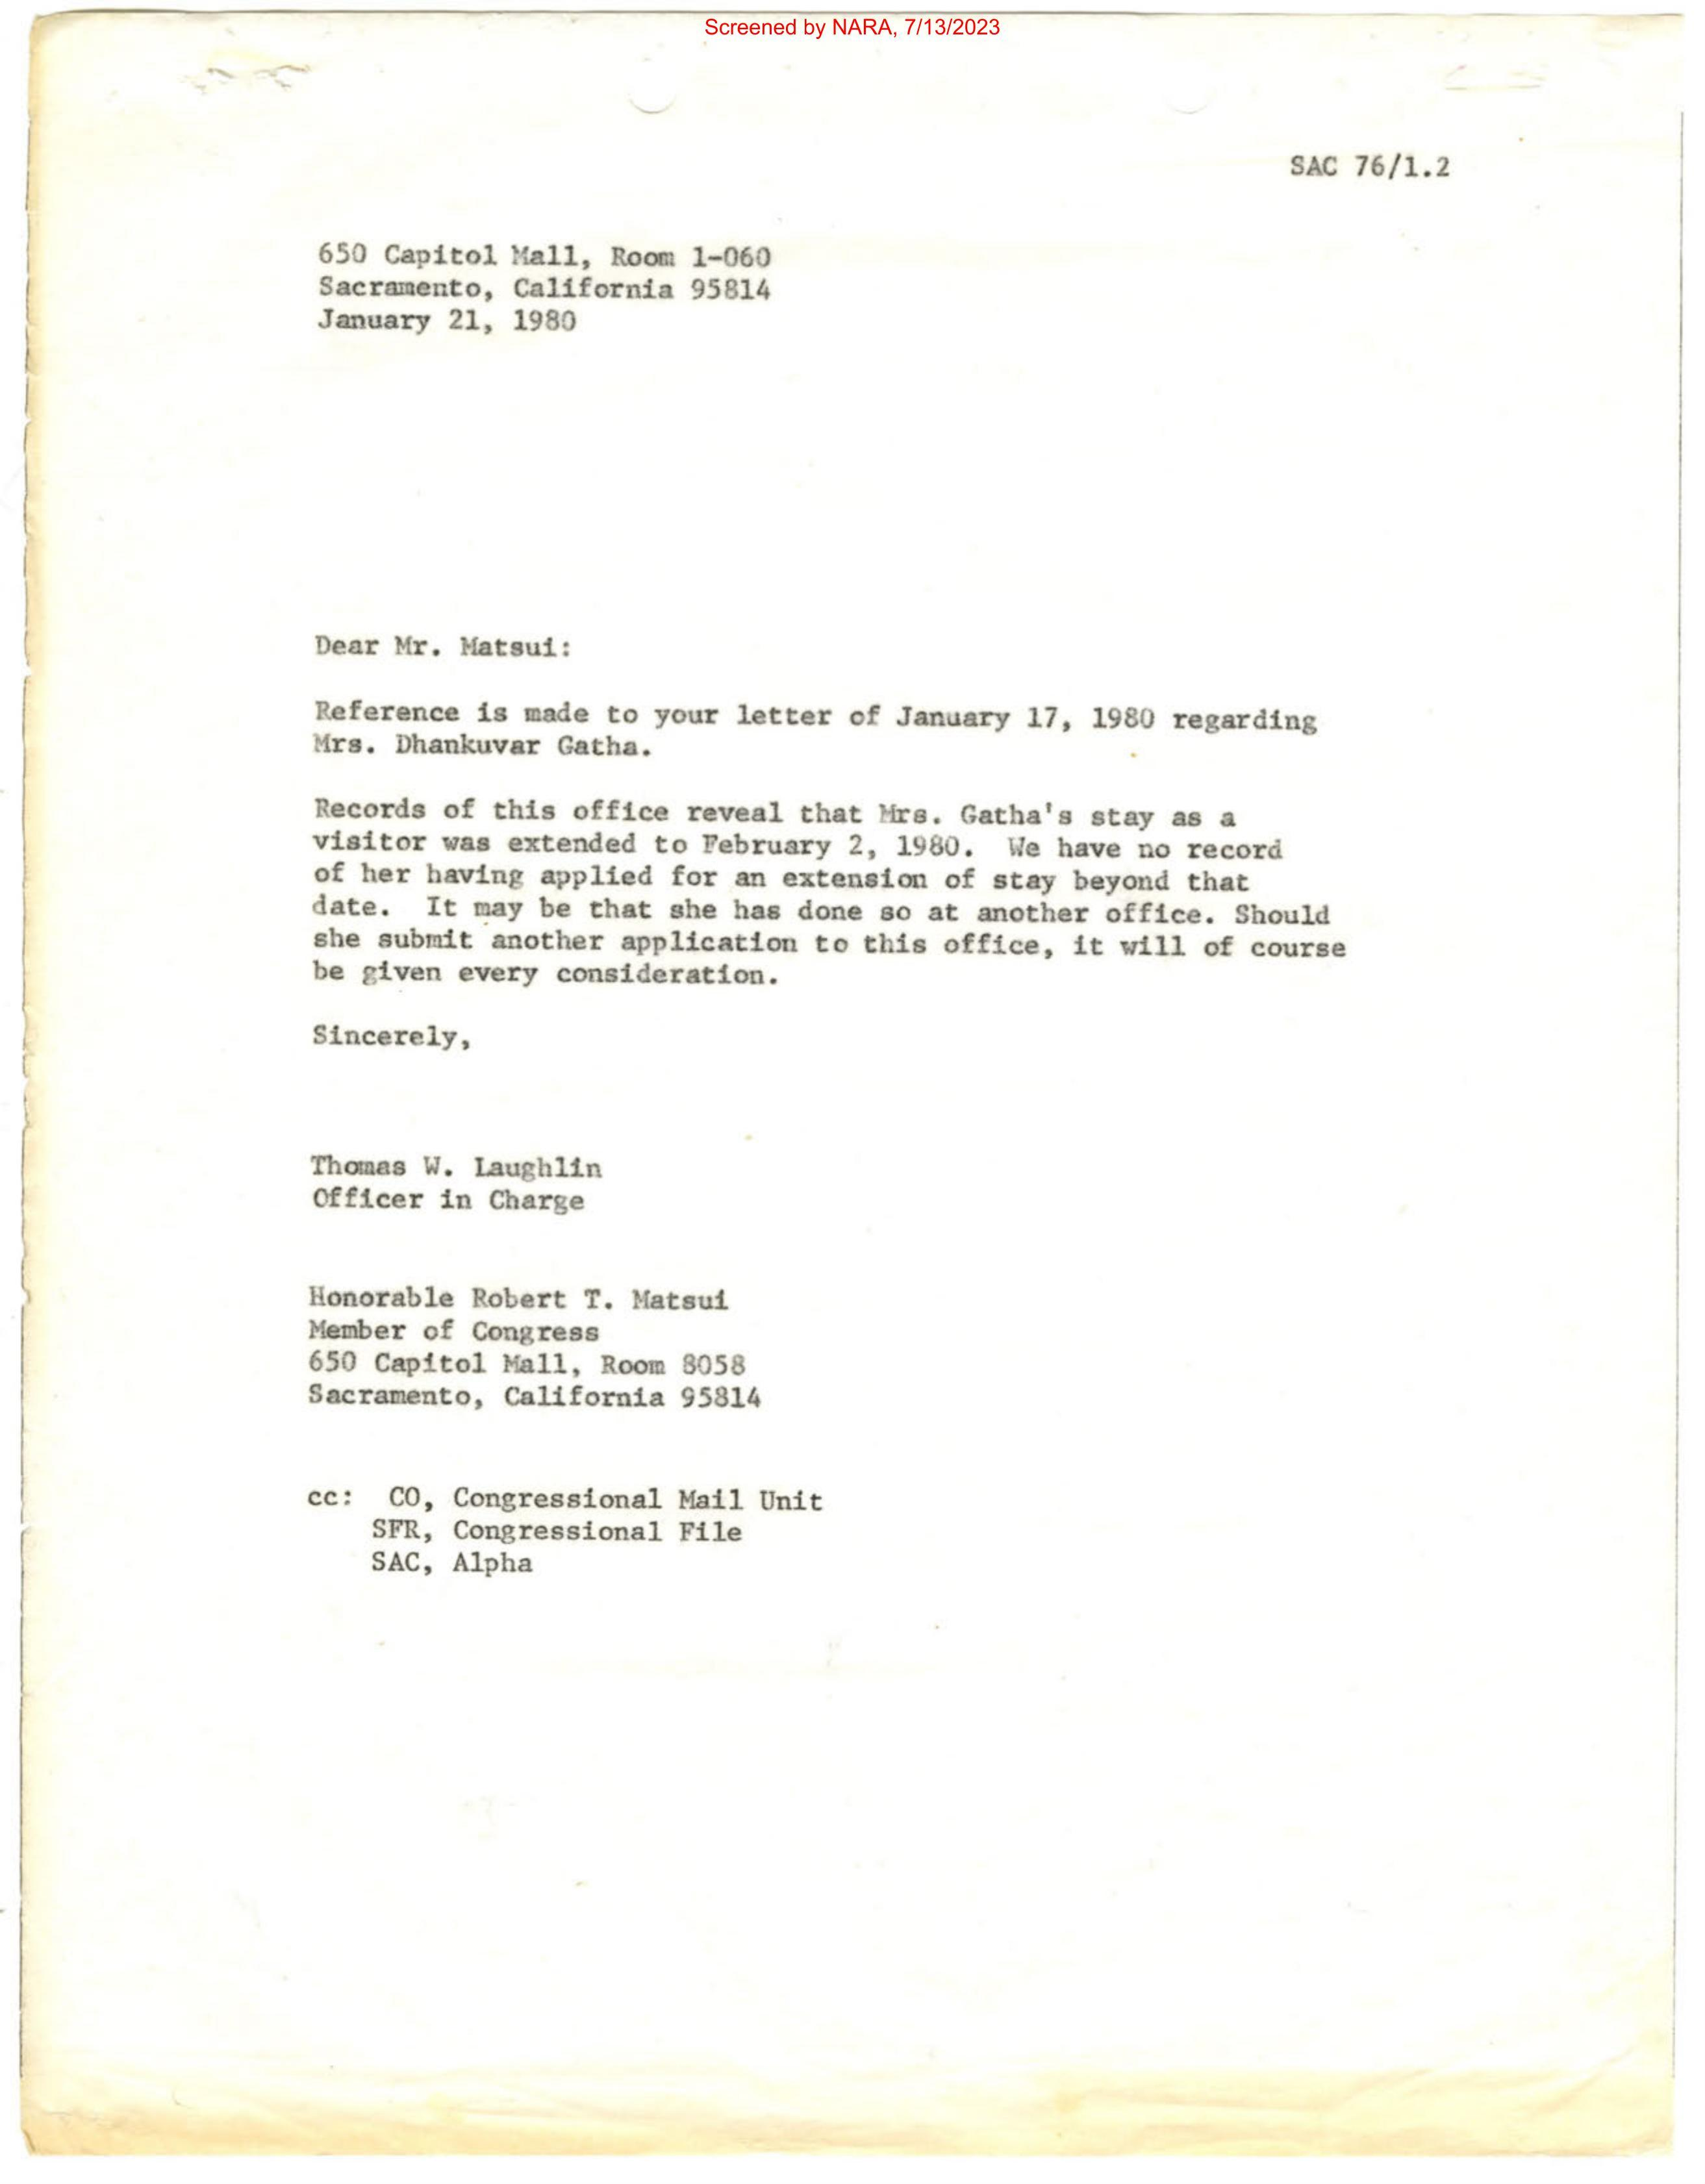 Screened by NARA, 7/13/2023
SAC 76/1.2
650 Capitol Mall, Room 1-060
Sacramento, California 95814
January 21, 1980
Dear Mr. Matsui:
Reference is made to your letter of January 17, 1980 regarding
Mrs. Dhankuvar Gatha.
Records of this office reveal that Mrs. Gatha's stay as a
visitor was extended to February 2, 1980. We have no record
of her having applied for an extension of stay beyond that
date. It may be that she has done so at another office. Should
she submit another application to this office, it will of course
be given every consideration.
Sincerely,
Thomas W. Laughlin
Officer in Charge
Honorable Robert T. Matsui
Member of Congress
650 Capitol Mall, Room 8058
Sacramento, California 95814
cc: CO, Congressional Mail Unit
SFR, Congressional File
SAC, Alpha